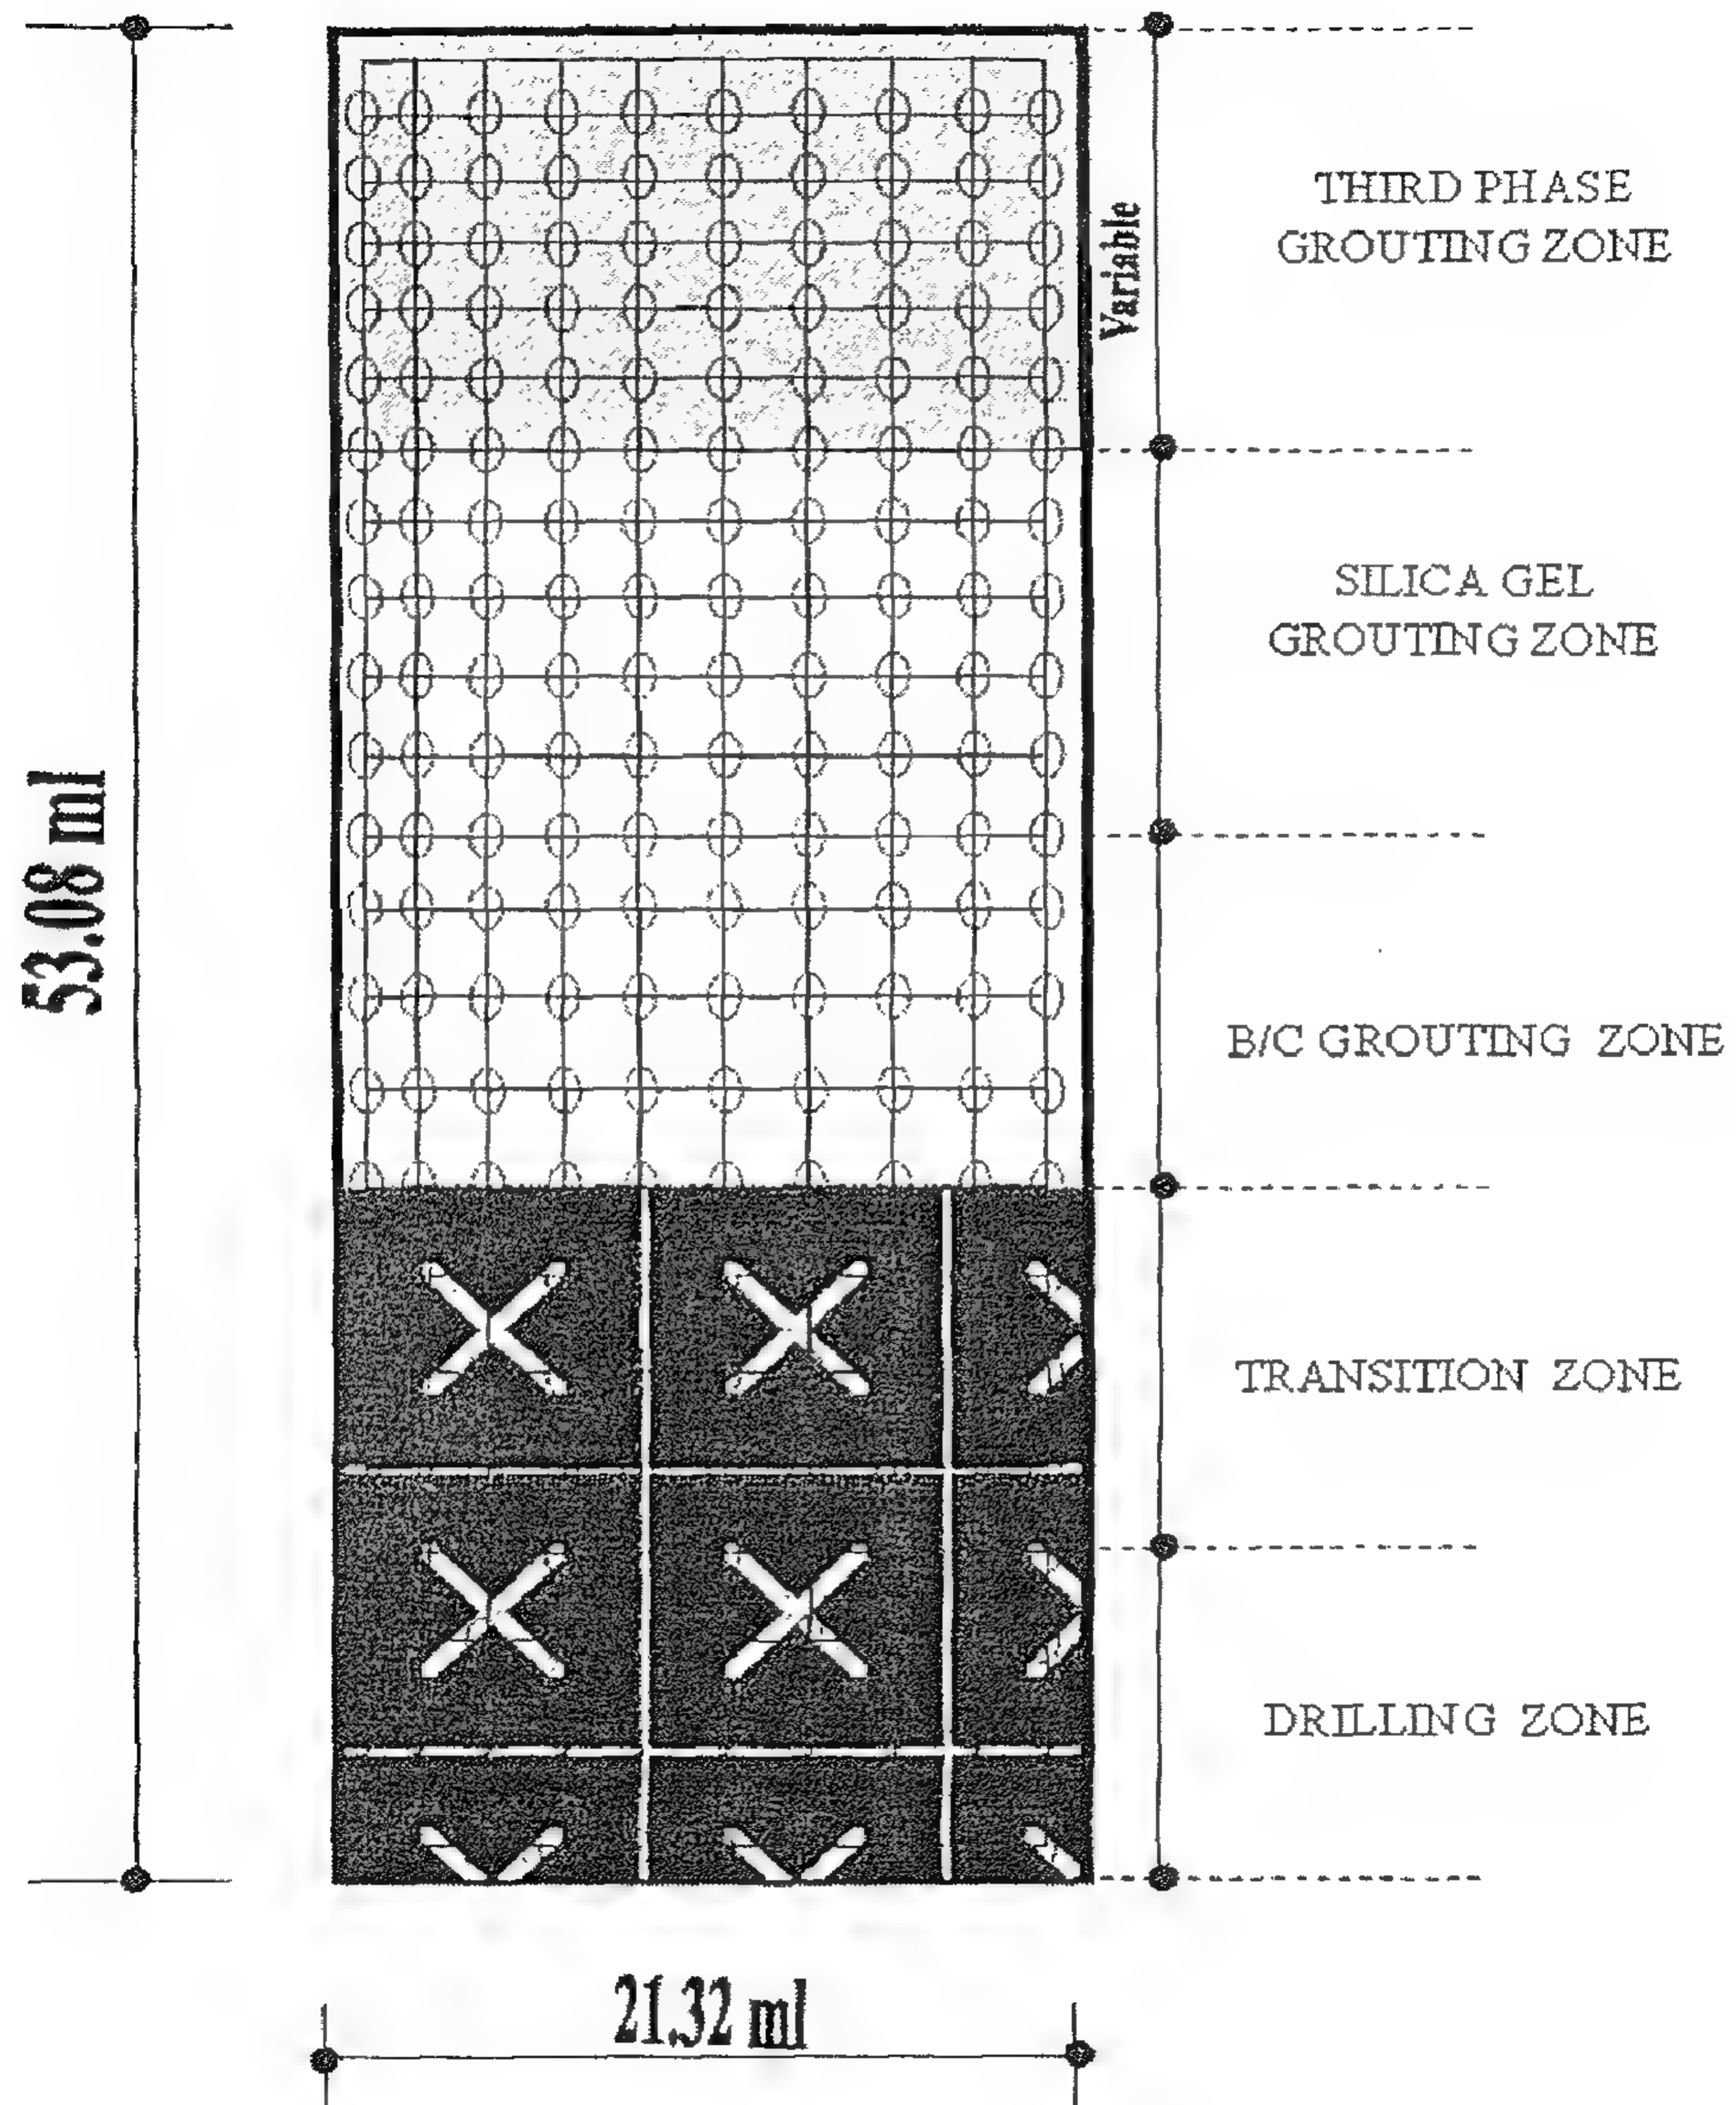 THIRD PHASE
GROUTING ZONE
Variable
SILICA GEL
GROUTING ZONE
53.08 ml
B/C GROUTING ZONE
TRANSITION ZONE
DRILLING ZONE
21.32 ml